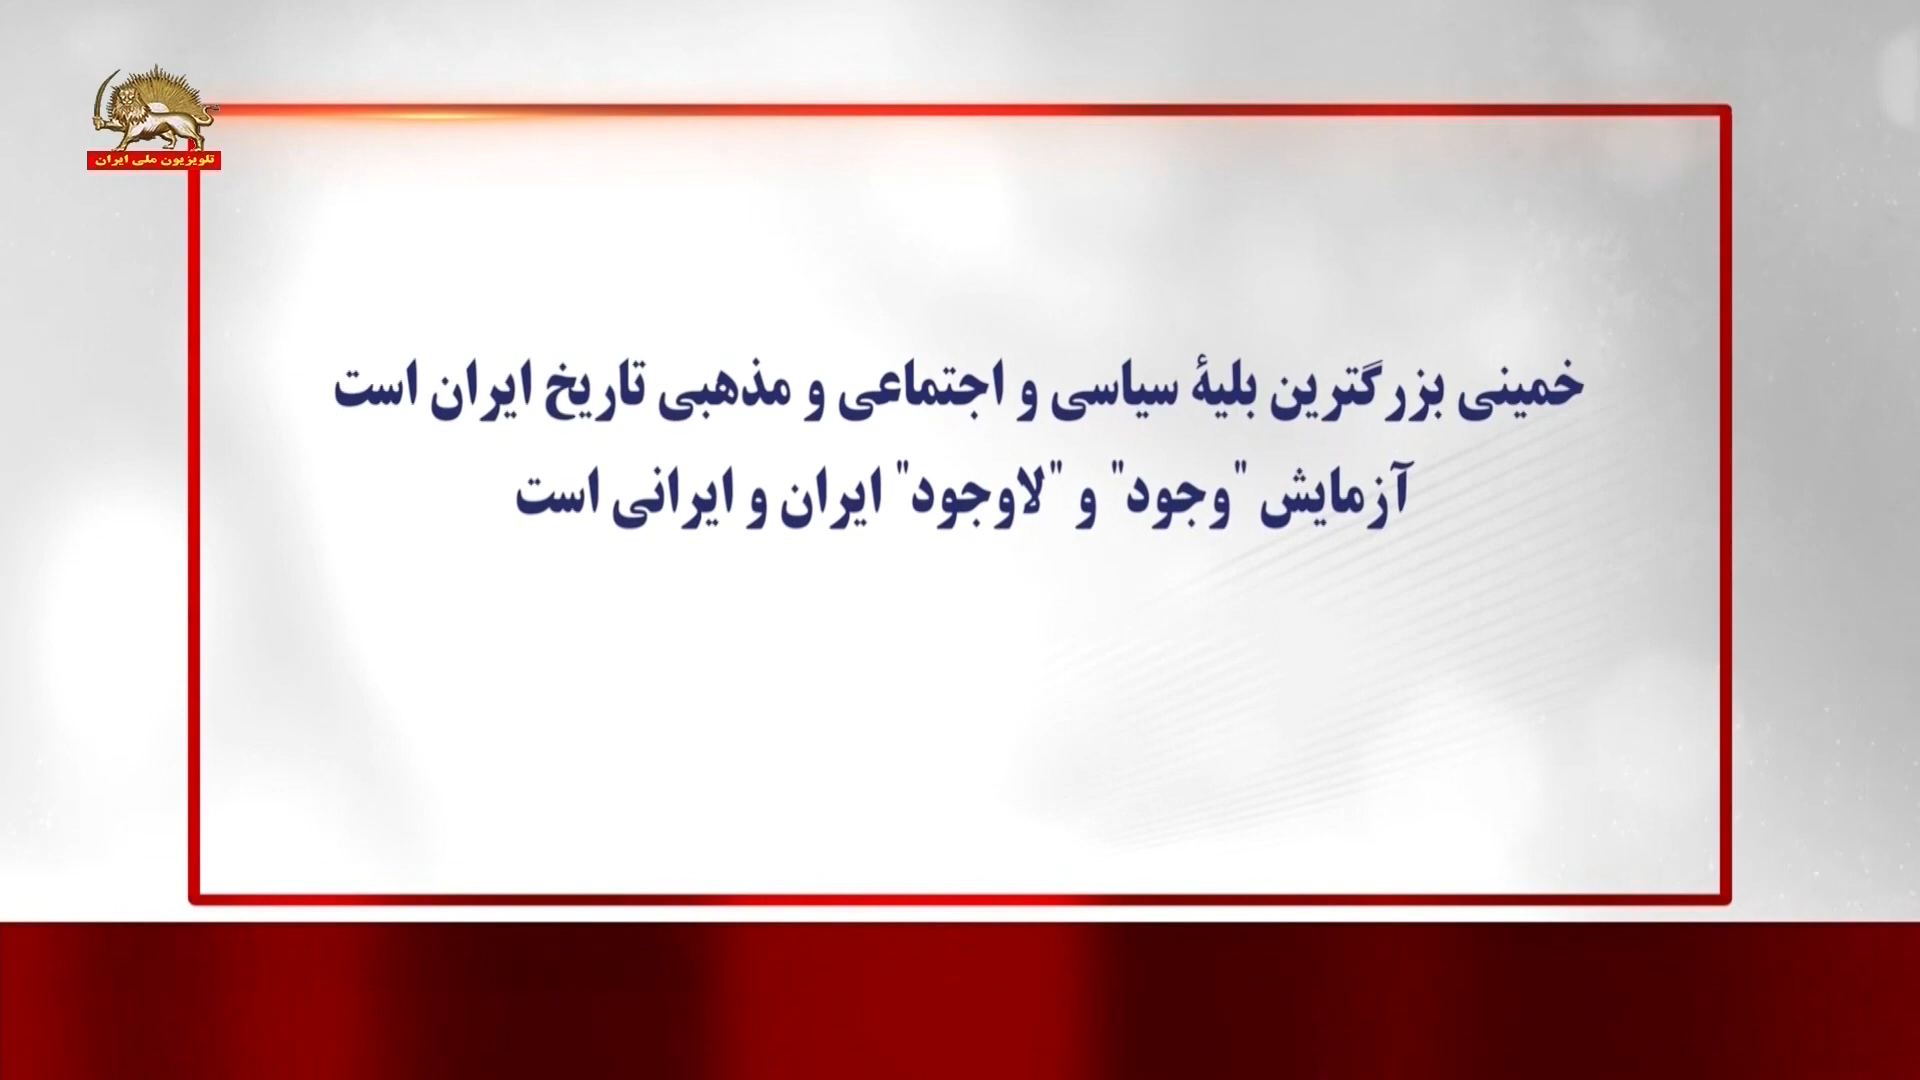 تلویزیون ملی ایران
خمینی بزرگترین بلیهٔ سیاسی و اجتماعی و مذهبی تاریخ ایران است
آزمایش "وجود" و "لاوجود" ایران و ایرانی است